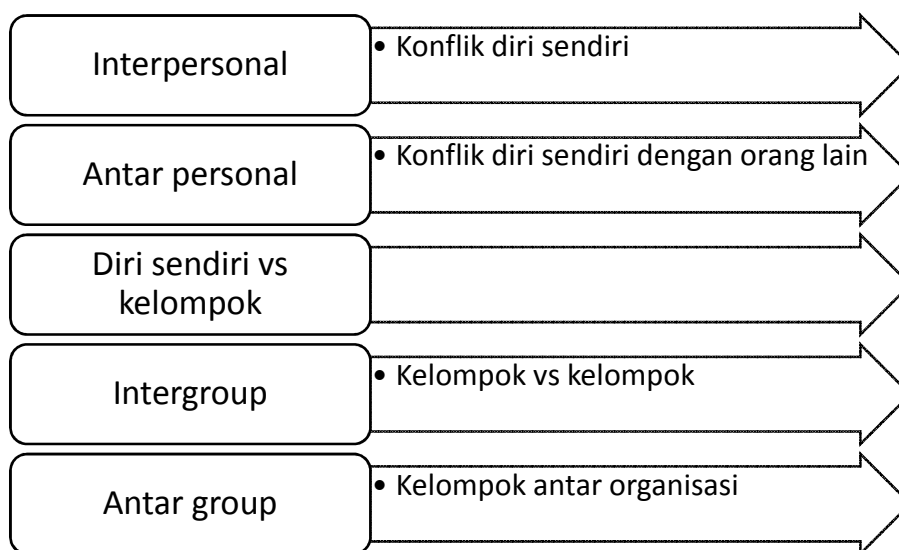 Interpersonal
• Konflik diri sendiri
Antar personal
• Konflik diri sendiri dengan orang lain
Diri sendiri vs
kelompok
Intergroup
• Kelompok vs kelompok
Antar group
• Kelompok antar organisasi